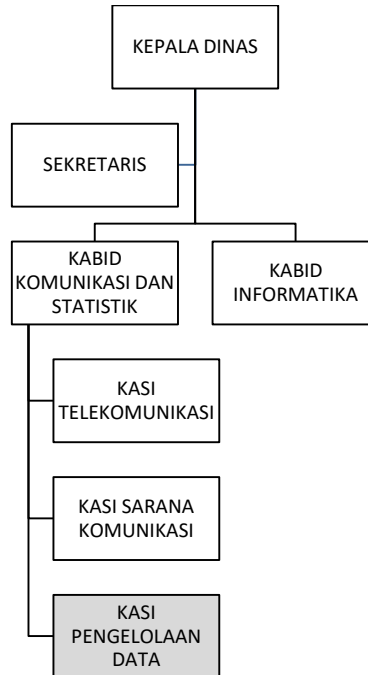 KEPALA DINAS
SEKRETARIS
KABID
KOMUNIKASI DAN
STATISTIK
KABID
INFORMATIKA
KASI
TELEKOMUNIKASI
KASI SARANA
KOMUNIKASI
KASI
PENGELOLAAN
DATA